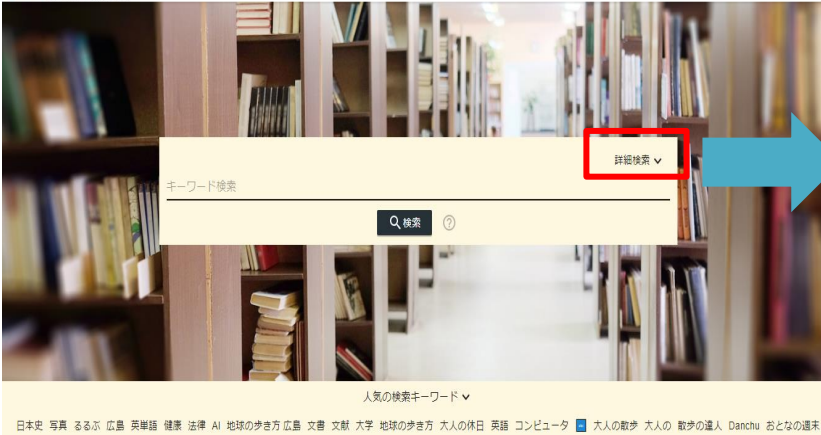 詳細検索
キーワード検索
検索 ?
人気の検索キーワード
日本史 写真 るるぶ 広島 英単語 健康 法律 AI 地球の歩き方 広島 文書 文献 大学 地球の歩き方 大人の休日 英語 コンピュータ 大人の散歩 大人の 散歩の達人 Danchu おとなの週末